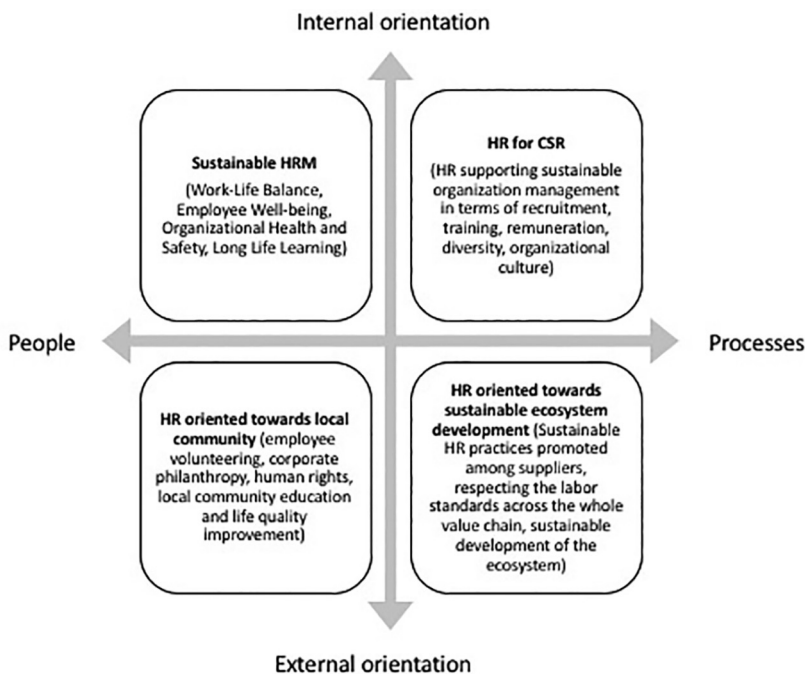 Internal orientation
Sustainable HRM
(Work-Life Balance,
Employee Well-being,
Organizational Health and
Safety, Long Life Learning)
HR for CSR
(HR supporting sustainable
organization management
in terms of recruitment,
training, remuneration,
diversity, organizational
culture)
People
Processes
HR oriented towards local
community (employee
volunteering, corporate
philanthropy, human rights,
local community education
and life quality
improvement)
HR oriented towards
sustainable ecosystem
development (Sustainable
HR practices promoted
among suppliers,
respecting the labor
standards across the whole
value chain, sustainable
development of the
ecosystem)
External orientation